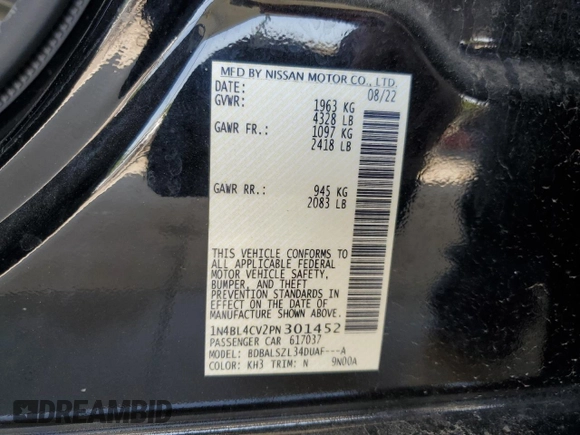 MFD BY NISSAN MOTOR CO., LTD.
DATE: 08/22
GVWR: 1963 KG
4328 LB
GAWR FR.: 1097 KG
2418 LB
GAWR RR.: 945 KG
2083 LB
THIS VEHICLE CONFORMS TO
ALL APPLICABLE FEDERAL
MOTOR VEHICLE SAFETY,
BUMPER, AND THEFT
PREVENTION STANDARDS IN
EFFECT ON THE DATE OF
MANUFACTURE SHOWN ABOVE.
1N4BL4CV2PN301452
PASSENGER CAR 617037
MODEL: BDBALSZL34DUAF---A
COLOR: KH3 TRIM: N 9N00A
BIDCARS